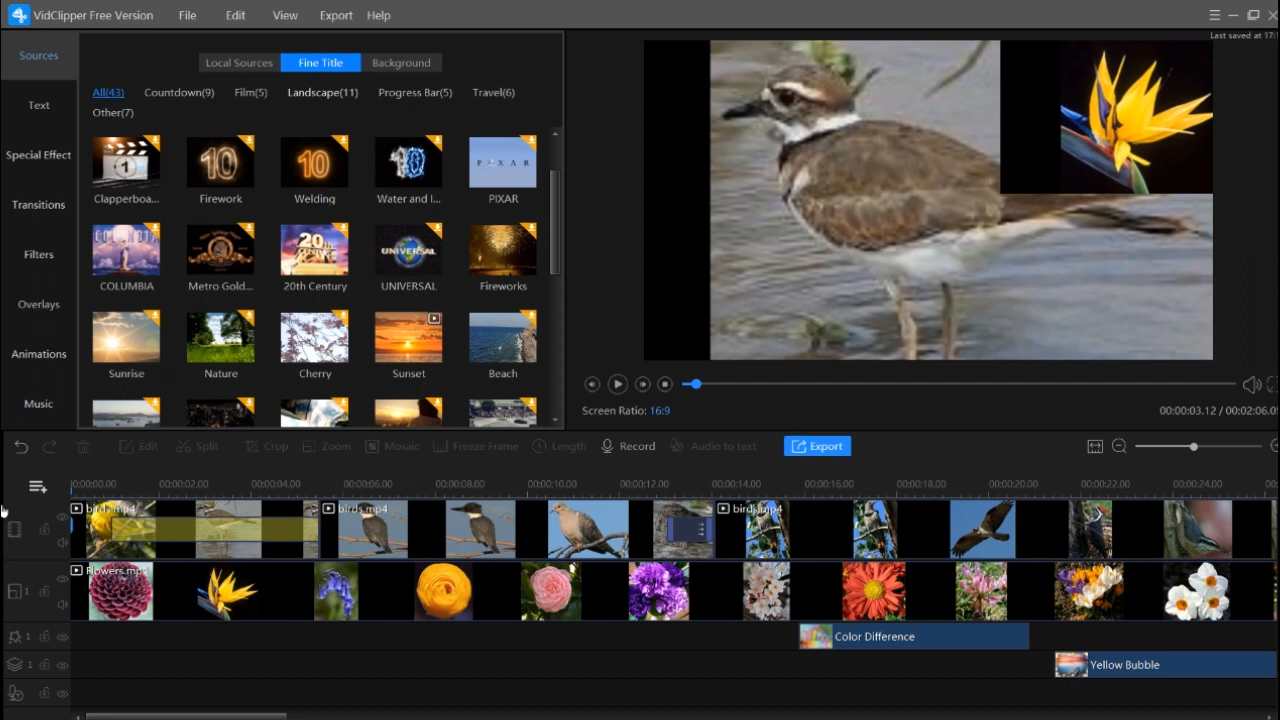 VidClipper Free Version File Edit View Export Help
Last saved at 17:
Sources
Text
Special Effect
Transitions
Filters
Overlays
Animations
Music
Local Sources Fine Title Background
All(43) Countdown(9) Film(5) Landscape(11) Progress Bar(5) Travel(6)
Other(7)
Clapperboa... Firework Welding Water and I... PIXAR
COLUMBIA Metro Gold... 20th Century UNIVERSAL Fireworks
Sunrise Nature Cherry Sunset Beach
Screen Ratio: 16:9
00:00:03.12 / 00:02:06.0
Edit Split Crop Zoom Mosaic Freeze Frame Length Record Audio to text Export
00:00:00.00 00:00:02.00 00:00:04.00 00:00:06.00 00:00:08.00 00:00:10.00 00:00:12.00 00:00:14.00 00:00:16.00 00:00:18.00 00:00:20.00 00:00:22.00 00:00:24.00 00:
birds.mp4 birds.mp4 birds.mp4
Flowers.mp4
1
1 Color Difference
1 Yellow Bubble